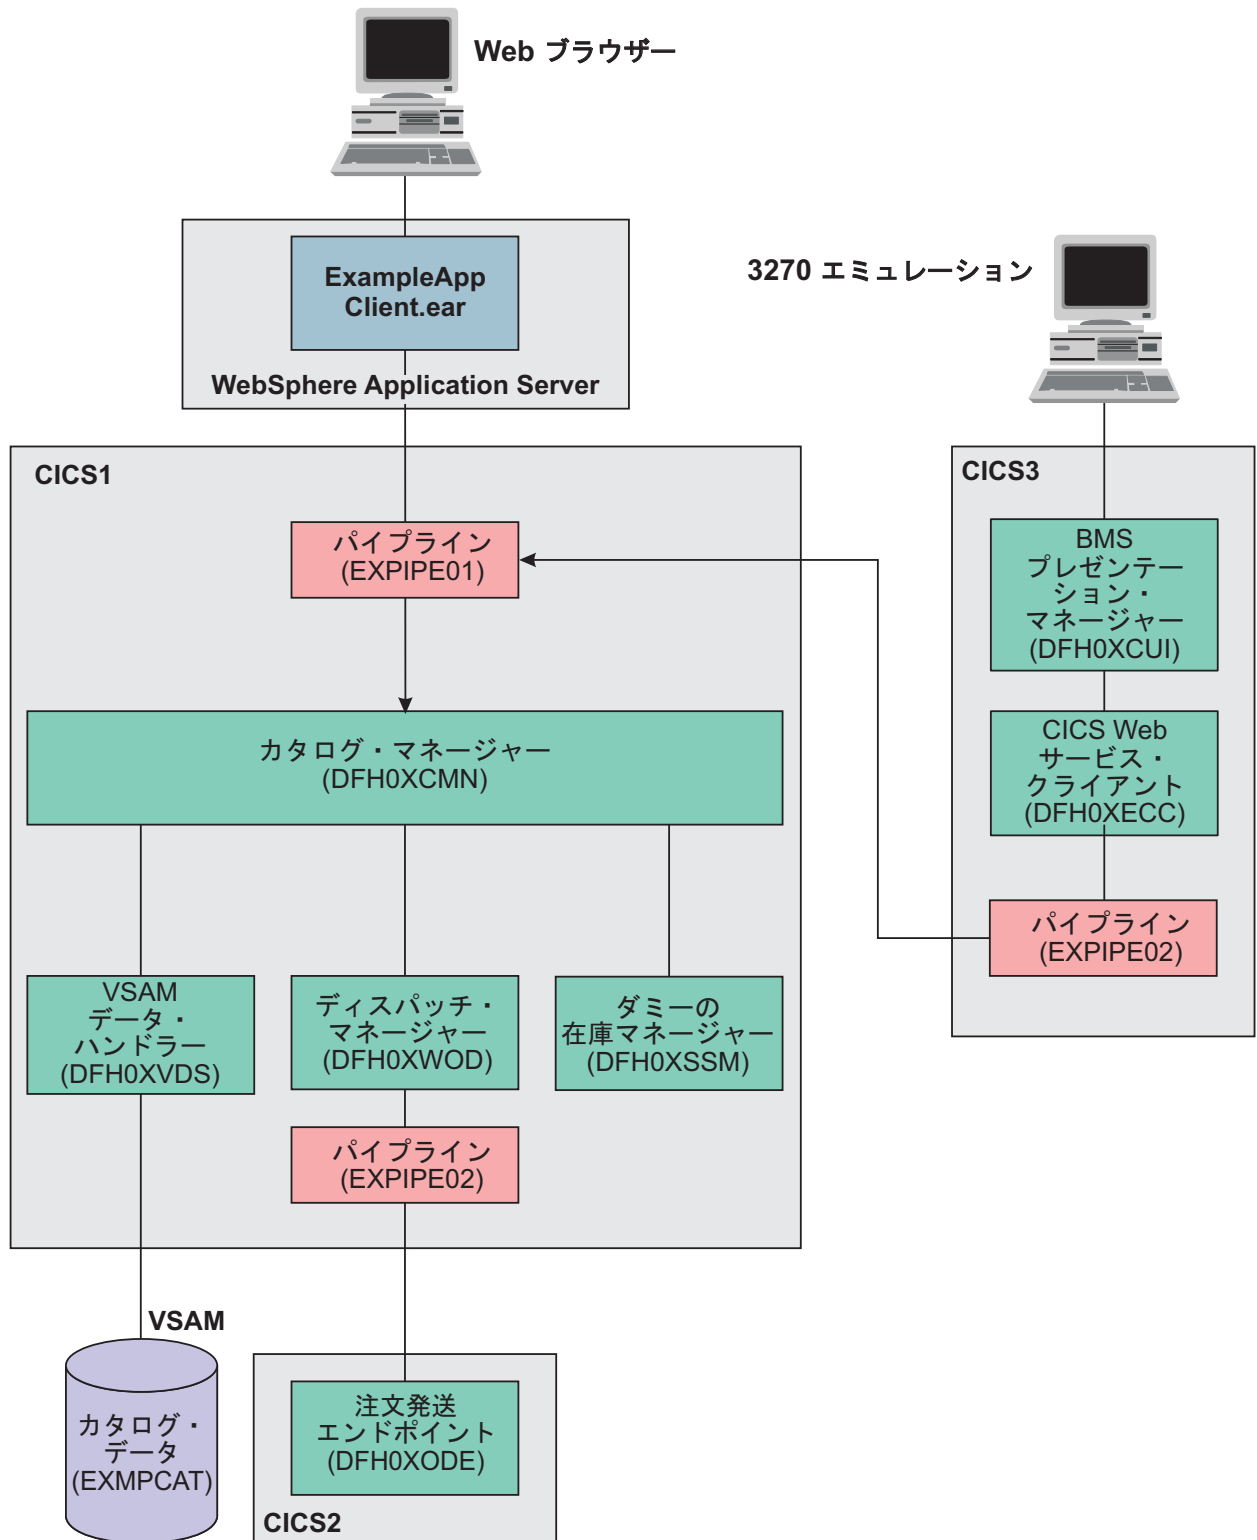 Web ブラウザー
ExampleApp
Client.ear
WebSphere Application Server
3270 エミュレーション
CICS1
パイプライン
(EXPIPE01)
カタログ・マネージャー
(DFH0XCMN)
VSAM
データ・
ハンドラー
(DFH0XVDS)
ディスパッチ・
マネージャー
(DFH0XWOD)
ダミーの
在庫マネージャー
(DFH0XSSM)
パイプライン
(EXPIPE02)
CICS3
BMS
プレゼンテー
ション・
マネージャー
(DFH0XCUI)
CICS Web
サービス・
クライアント
(DFH0XECC)
パイプライン
(EXPIPE02)
VSAM
カタログ・
データ
(EXMPCAT)
注文発送
エンドポイント
(DFH0XODE)
CICS2